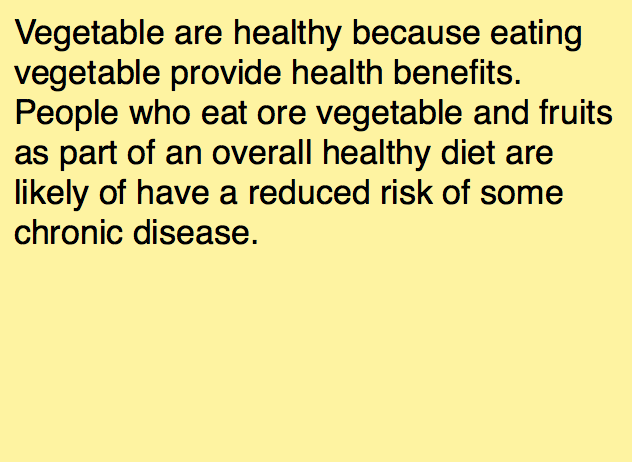 Vegetable are healthy because eating
vegetable provide health benefits.
People who eat ore vegetable and fruits
as part of an overall healthy diet are
likely of have a reduced risk of some
chronic disease.